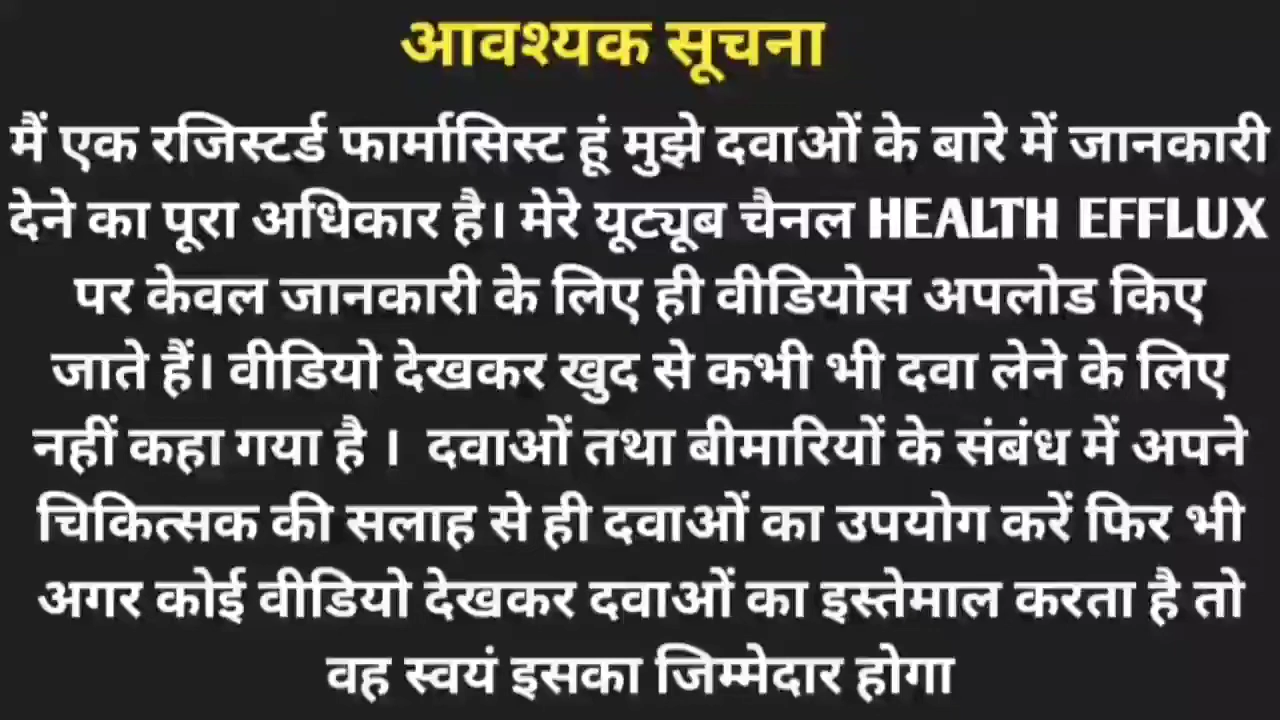 आवश्यक सूचना
मैं एक रजिस्टर्ड फार्मासिस्ट हूं मुझे दवाओं के बारे में जानकारी
देने का पूरा अधिकार है। मेरे यूट्यूब चैनल HEALTH EFFLUX
पर केवल जानकारी के लिए ही वीडियोस अपलोड किए
जाते हैं। वीडियो देखकर खुद से कभी भी दवा लेने के लिए
नहीं कहा गया है । दवाओं तथा बीमारियों के संबंध में अपने
चिकित्सक की सलाह से ही दवाओं का उपयोग करें फिर भी
अगर कोई वीडियो देखकर दवाओं का इस्तेमाल करता है तो
वह स्वयं इसका जिम्मेदार होगा